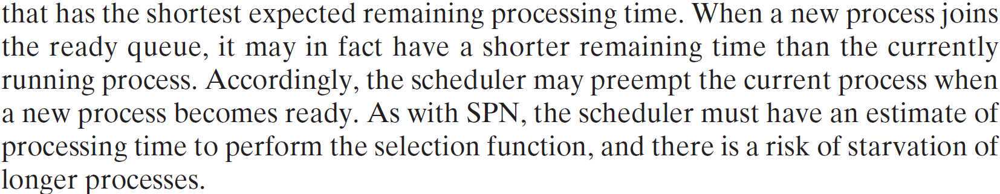 that has the shortest expected remaining processing time. When a new process joins
the ready queue, it may in fact have a shorter remaining time than the currently
running process. Accordingly, the scheduler may preempt the current process when
a new process becomes ready. As with SPN, the scheduler must have an estimate of
processing time to perform the selection function, and there is a risk of starvation of
longer processes.